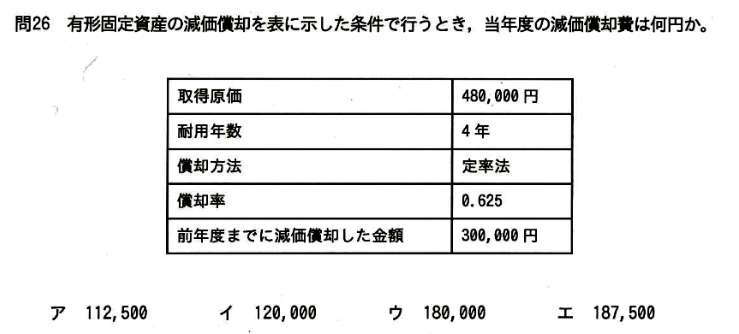 問26 有形固定資産の減価償却を表に示した条件で行うとき，当年度の減価償却費は何円か。
取得原価 480,000 円
耐用年数 4 年
償却方法 定率法
償却率 0.625
前年度までに減価償却した金額 300,000 円
ア 112,500 イ 120,000 ウ 180,000 エ 187,500